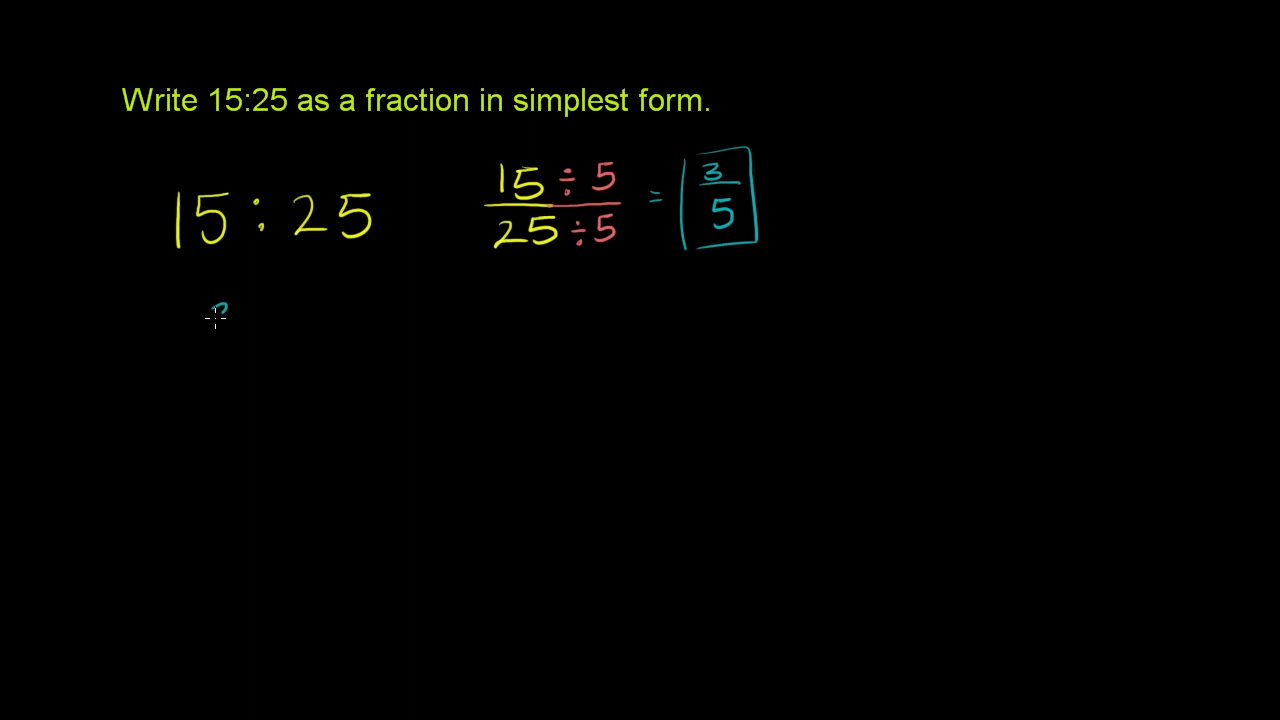 Write 15:25 as a fraction in simplest form.
15 : 25
15 ÷ 5
25 ÷ 5
=
3
5